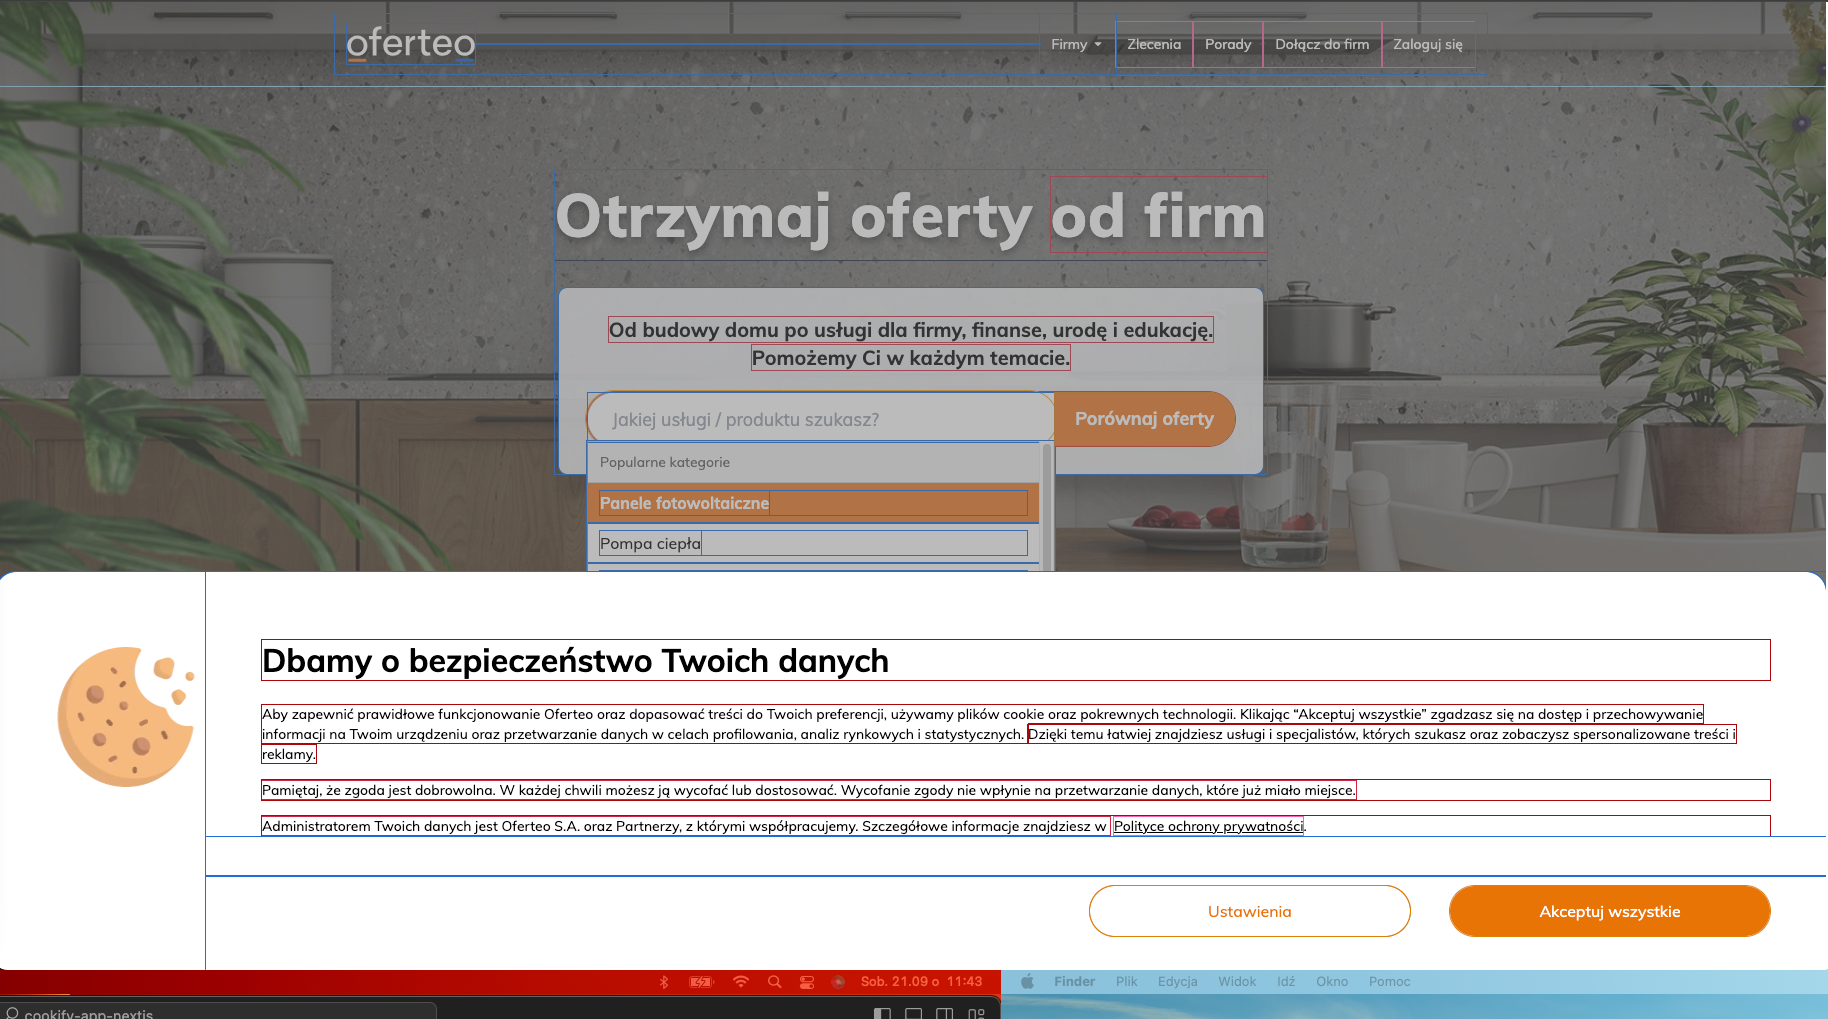 oferteo
Firmy
Zlecenia
Porady
Dołącz do firm
Zaloguj się
Otrzymaj oferty od firm
Od budowy domu po usługi dla firmy, finanse, urodę i edukację.
Pomożemy Ci w każdym temacie.
Jakiej usługi / produktu szukasz?
Porównaj oferty
Popularne kategorie
Panele fotowoltaiczne
Pompa ciepła
Dbamy o bezpieczeństwo Twoich danych
Aby zapewnić prawidłowe funkcjonowanie Oferteo oraz dopasować treści do Twoich preferencji, używamy plików cookie oraz pokrewnych technologii. Klikając “Akceptuj wszystkie” zgadzasz się na dostęp i przechowywanie
informacji na Twoim urządzeniu oraz przetwarzanie danych w celach profilowania, analiz rynkowych i statystycznych. Dzięki temu łatwiej znajdziesz usługi i specjalistów, których szukasz oraz zobaczysz spersonalizowane treści i
reklamy.
Pamiętaj, że zgoda jest dobrowolna. W każdej chwili możesz ją wycofać lub dostosować. Wycofanie zgody nie wpłynie na przetwarzanie danych, które już miało miejsce.
Administratorem Twoich danych jest Oferteo S.A. oraz Partnerzy, z którymi współpracujemy. Szczegółowe informacje znajdziesz w Polityce ochrony prywatności.
Ustawienia
Akceptuj wszystkie
Sob. 21.09 o 11:43
Finder
Plik
Edycja
Widok
Idź
Okno
Pomoc
cookify-app-nextjs